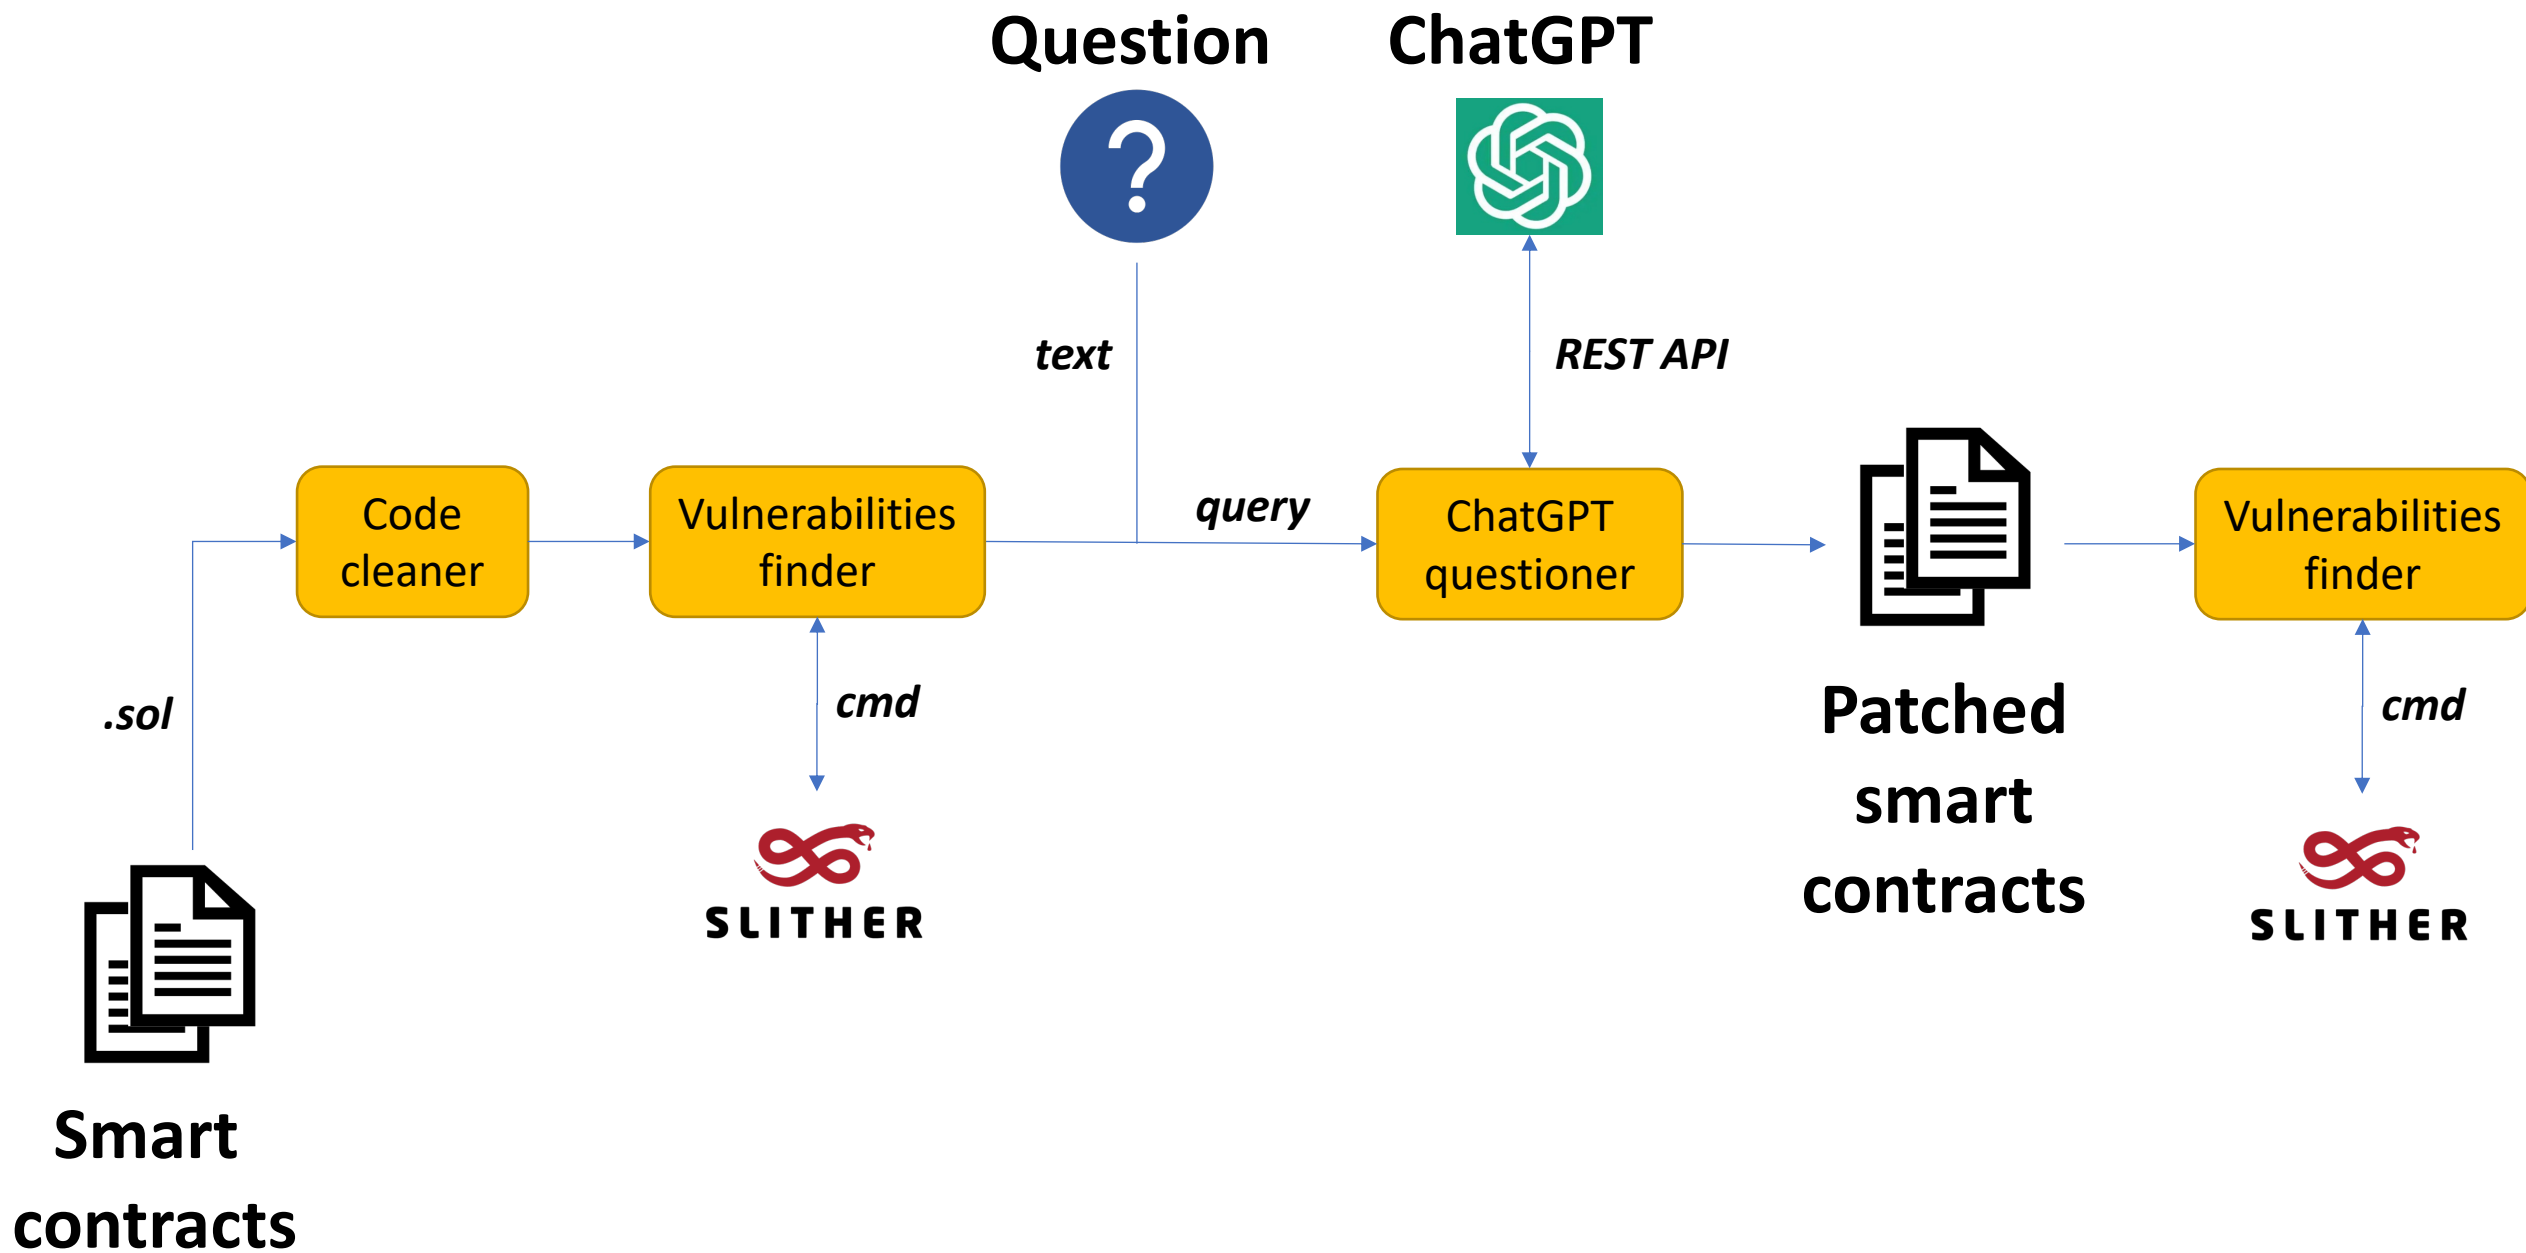 Question
ChatGPT
?
text
REST API
Code
cleaner
Vulnerabilities
finder
query
ChatGPT
questioner
Vulnerabilities
finder
.sol
cmd
SLITHER
Patched
smart
contracts
cmd
SLITHER
Smart
contracts